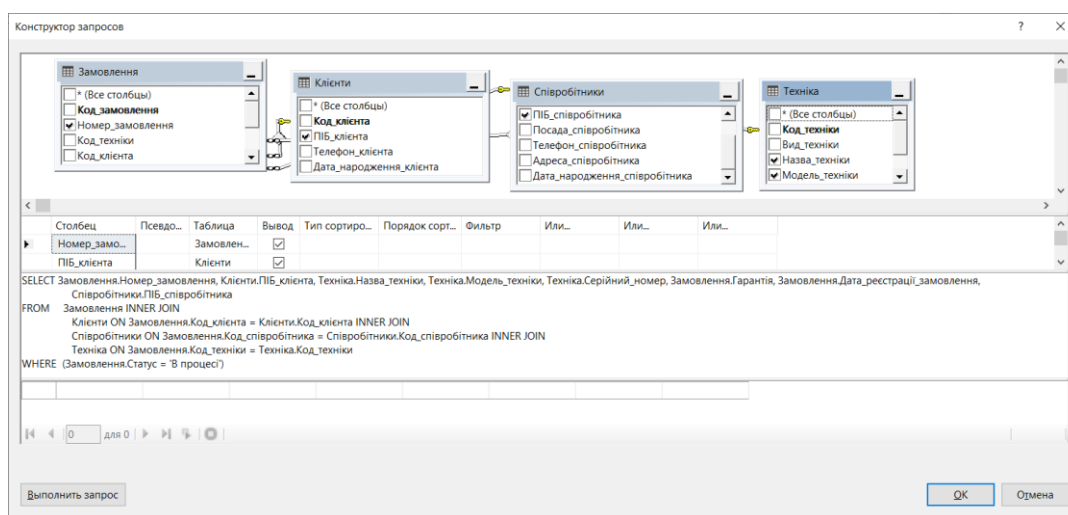 Конструктор запросов ?
Замовлення
* (Все столбцы)
Код_замовлення
Номер_замовлення
Код_техніки
Код_клієнта
Клієнти
* (Все столбцы)
Код_клієнта
ПІБ_клієнта
Телефон_клієнта
Дата_народження_клієнта
Співробітники
ПІБ_співробітника
Посада_співробітника
Телефон_співробітника
Адреса_співробітника
Дата_народження_співробітника
Техніка
* (Все столбцы)
Код_техніки
Вид_техніки
Назва_техніки
Модель_техніки
Столбец Псевдо... Таблица Вывод Тип сортиро... Порядок сорт... Фильтр Или... Или... Или...
Номер_замо... Замовлен...
ПІБ_клієнта Клієнти
SELECT Замовлення.Номер_замовлення, Клієнти.ПІБ_клієнта, Техніка.Назва_техніки, Техніка.Модель_техніки, Техніка.Серійний_номер, Замовлення.Гарантія, Замовлення.Дата_реєстрації_замовлення,
Співробітники.ПІБ_співробітника
FROM Замовлення INNER JOIN
Клієнти ON Замовлення.Код_клієнта = Клієнти.Код_клієнта INNER JOIN
Співробітники ON Замовлення.Код_співробітника = Співробітники.Код_співробітника INNER JOIN
Техніка ON Замовлення.Код_техніки = Техніка.Код_техніки
WHERE (Замовлення.Статус = 'В процесі')
0 для 0
Выполнить запрос OK Отмена